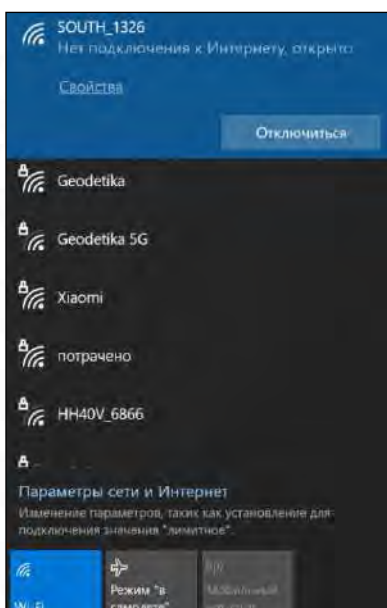 SOUTH_1326
Нет подключения к Интернету, открыто
Свойства
Отключиться
Geodetika
Geodetika 5G
Xiaomi
потрачено
HH40V_6866
Параметры сети и Интернет
Изменение параметров, таких как установление для
подключения значения "лимитное".
Wi-Fi
Режим "в
самолете"
Мобильный